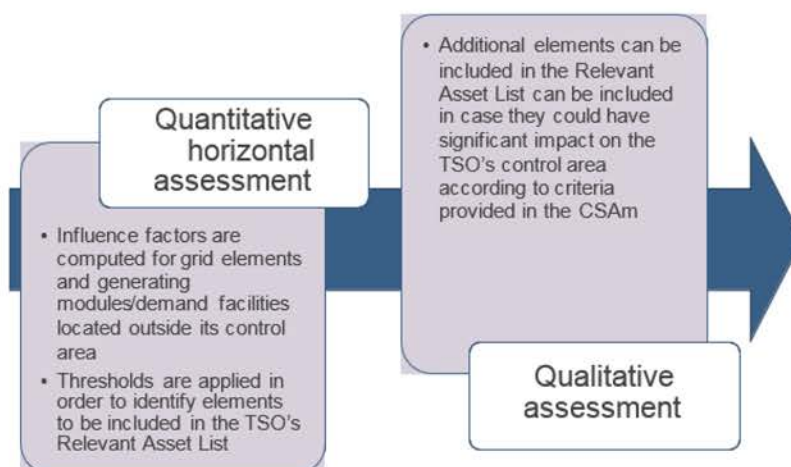 Quantitative
horizontal
assessment
• Influence factors are
computed for grid elements
and generating
modules/demand facilities
located outside its control
area
• Thresholds are applied in
order to identify elements
to be included in the TSO's
Relevant Asset List
• Additional elements can be
included in the Relevant
Asset List can be included
in case they could have
significant impact on the
TSO's control area
according to criteria
provided in the CSAm
Qualitative
assessment